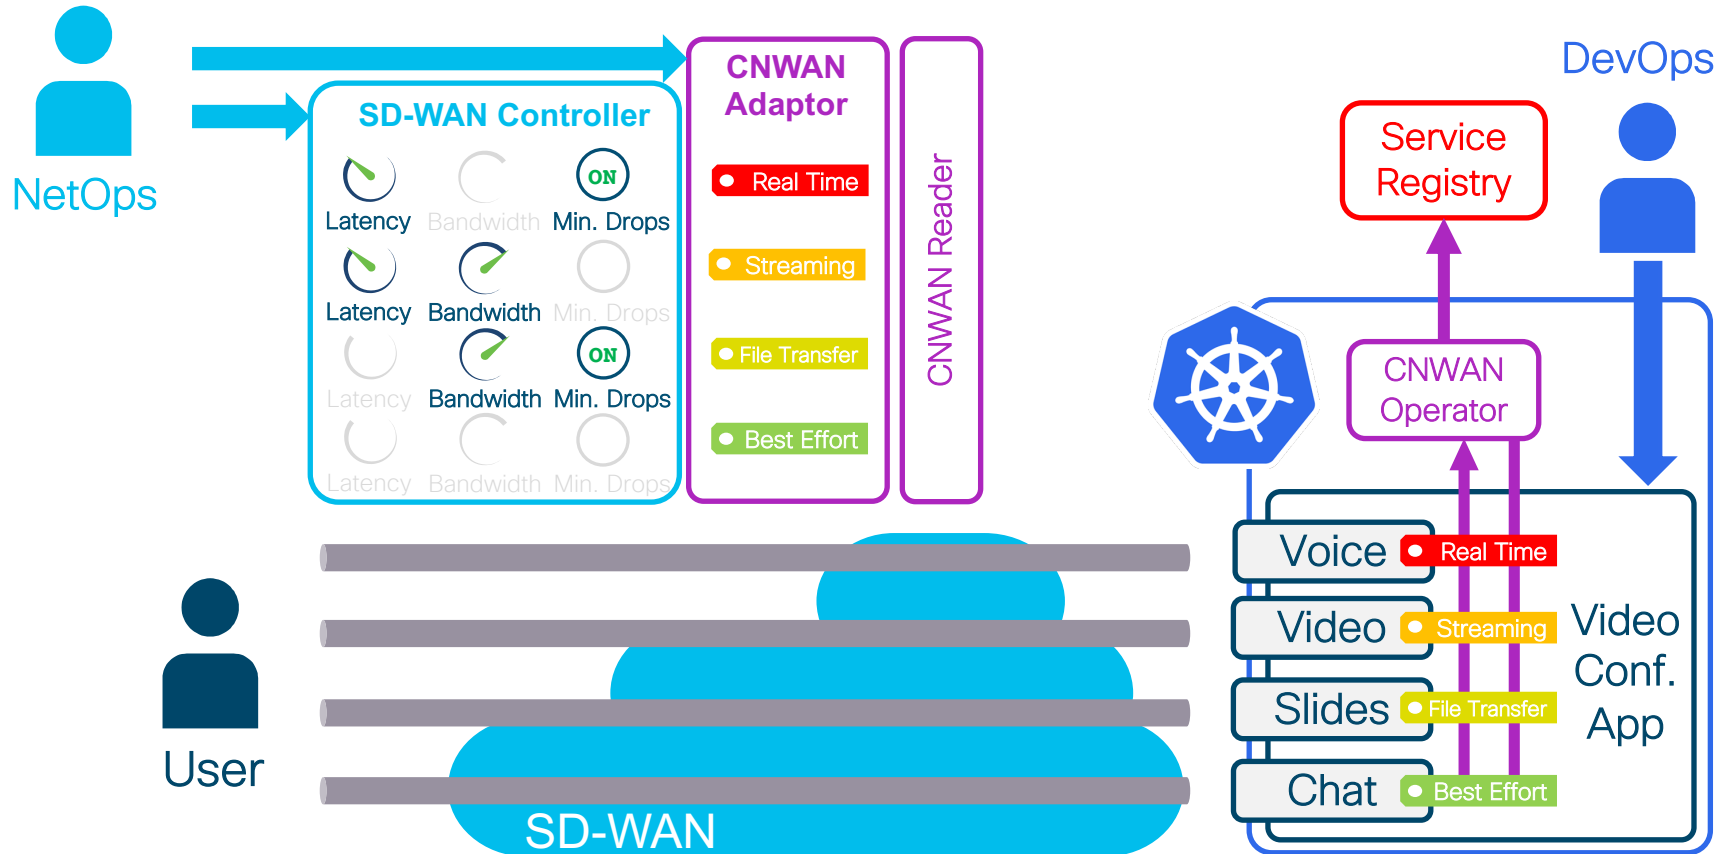 NetOps
SD-WAN Controller
ON
Latency Bandwidth Min. Drops
Latency Bandwidth Min. Drops
ON
Latency Bandwidth Min. Drops
Latency Bandwidth Min. Drops
CNWAN
Adaptor
Real Time
Streaming
File Transfer
Best Effort
CNWAN Reader
DevOps
Service
Registry
CNWAN
Operator
Voice Real Time
Video Streaming
Slides File Transfer
Chat Best Effort
Video
Conf.
App
User
SD-WAN